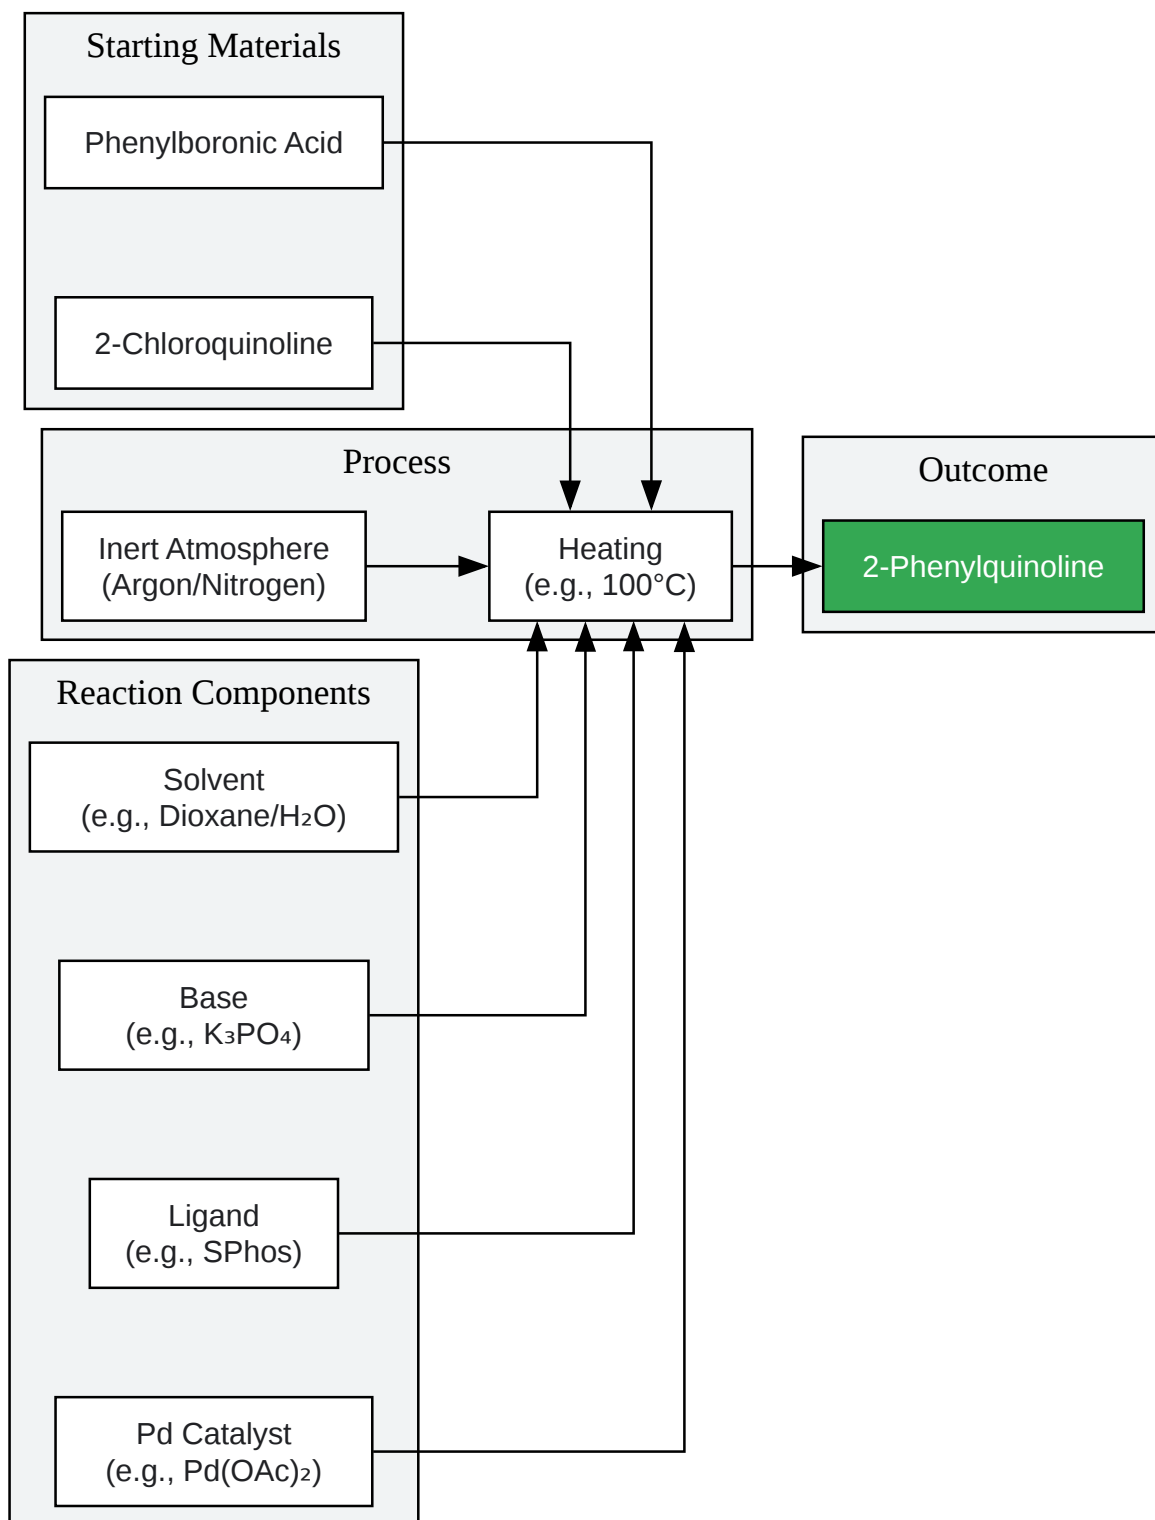 Starting Materials
Phenylboronic Acid
2-Chloroquinoline
Process
Inert Atmosphere
(Argon/Nitrogen)
Heating
(e.g., 100°C)
Outcome
2-Phenylquinoline
Reaction Components
Solvent
(e.g., Dioxane/H₂O)
Base
(e.g., K₃PO₄)
Ligand
(e.g., SPhos)
Pd Catalyst
(e.g., Pd(OAc)₂)